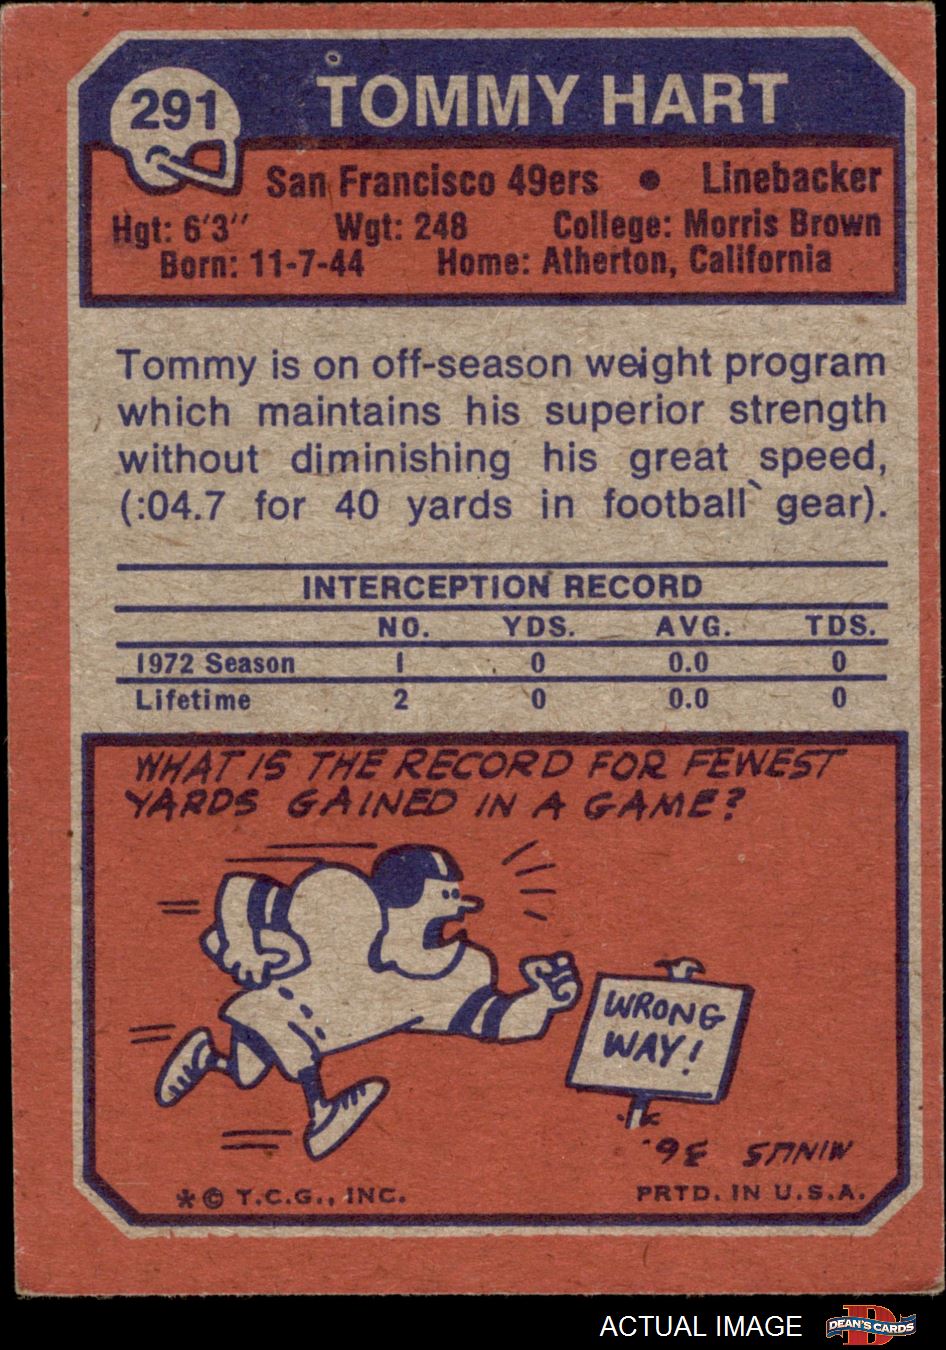 291
TOMMY HART
San Francisco 49ers • Linebacker
Hgt: 6'3" Wgt: 248 College: Morris Brown
Born: 11-7-44 Home: Atherton, California
Tommy is on off-season weight program
which maintains his superior strength
without diminishing his great speed,
(:04.7 for 40 yards in football gear).
INTERCEPTION RECORD
NO. YDS. AVG. TDS.
1972 Season 1 0 0.0 0
Lifetime 2 0 0.0 0
WHAT IS THE RECORD FOR FEWEST
YARDS GAINED IN A GAME?
WRONG
WAY!
MINUS 36.
*© T.C.G., INC. PRTD. IN U.S.A.
ACTUAL IMAGE
DEAN'S CARDS